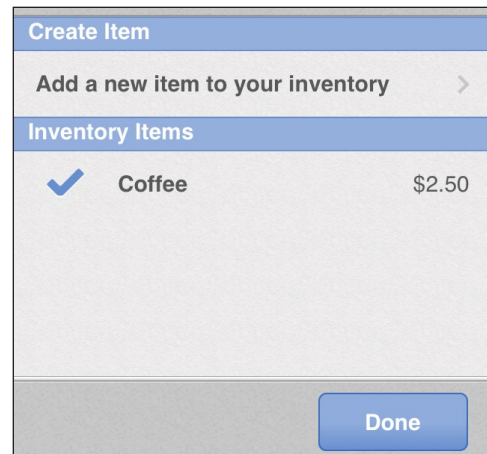 Create Item
Add a new item to your inventory
Inventory Items
Coffee $2.50
Done